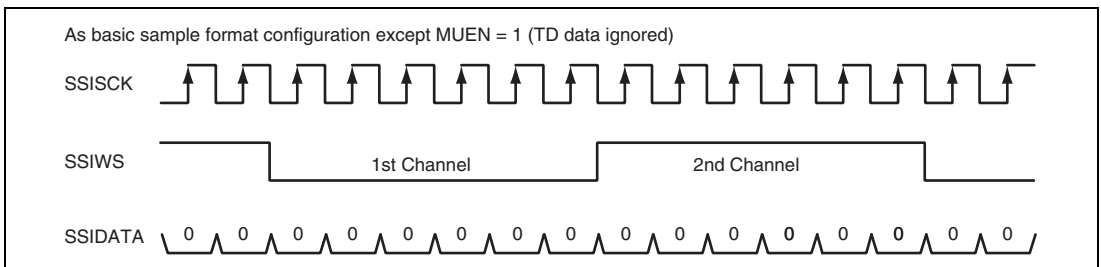 As basic sample format configuration except MUEN = 1 (TD data ignored)
SSISCK
SSIWS 1st Channel 2nd Channel
SSIDATA 0 0 0 0 0 0 0 0 0 0 0 0 0 0 0 0